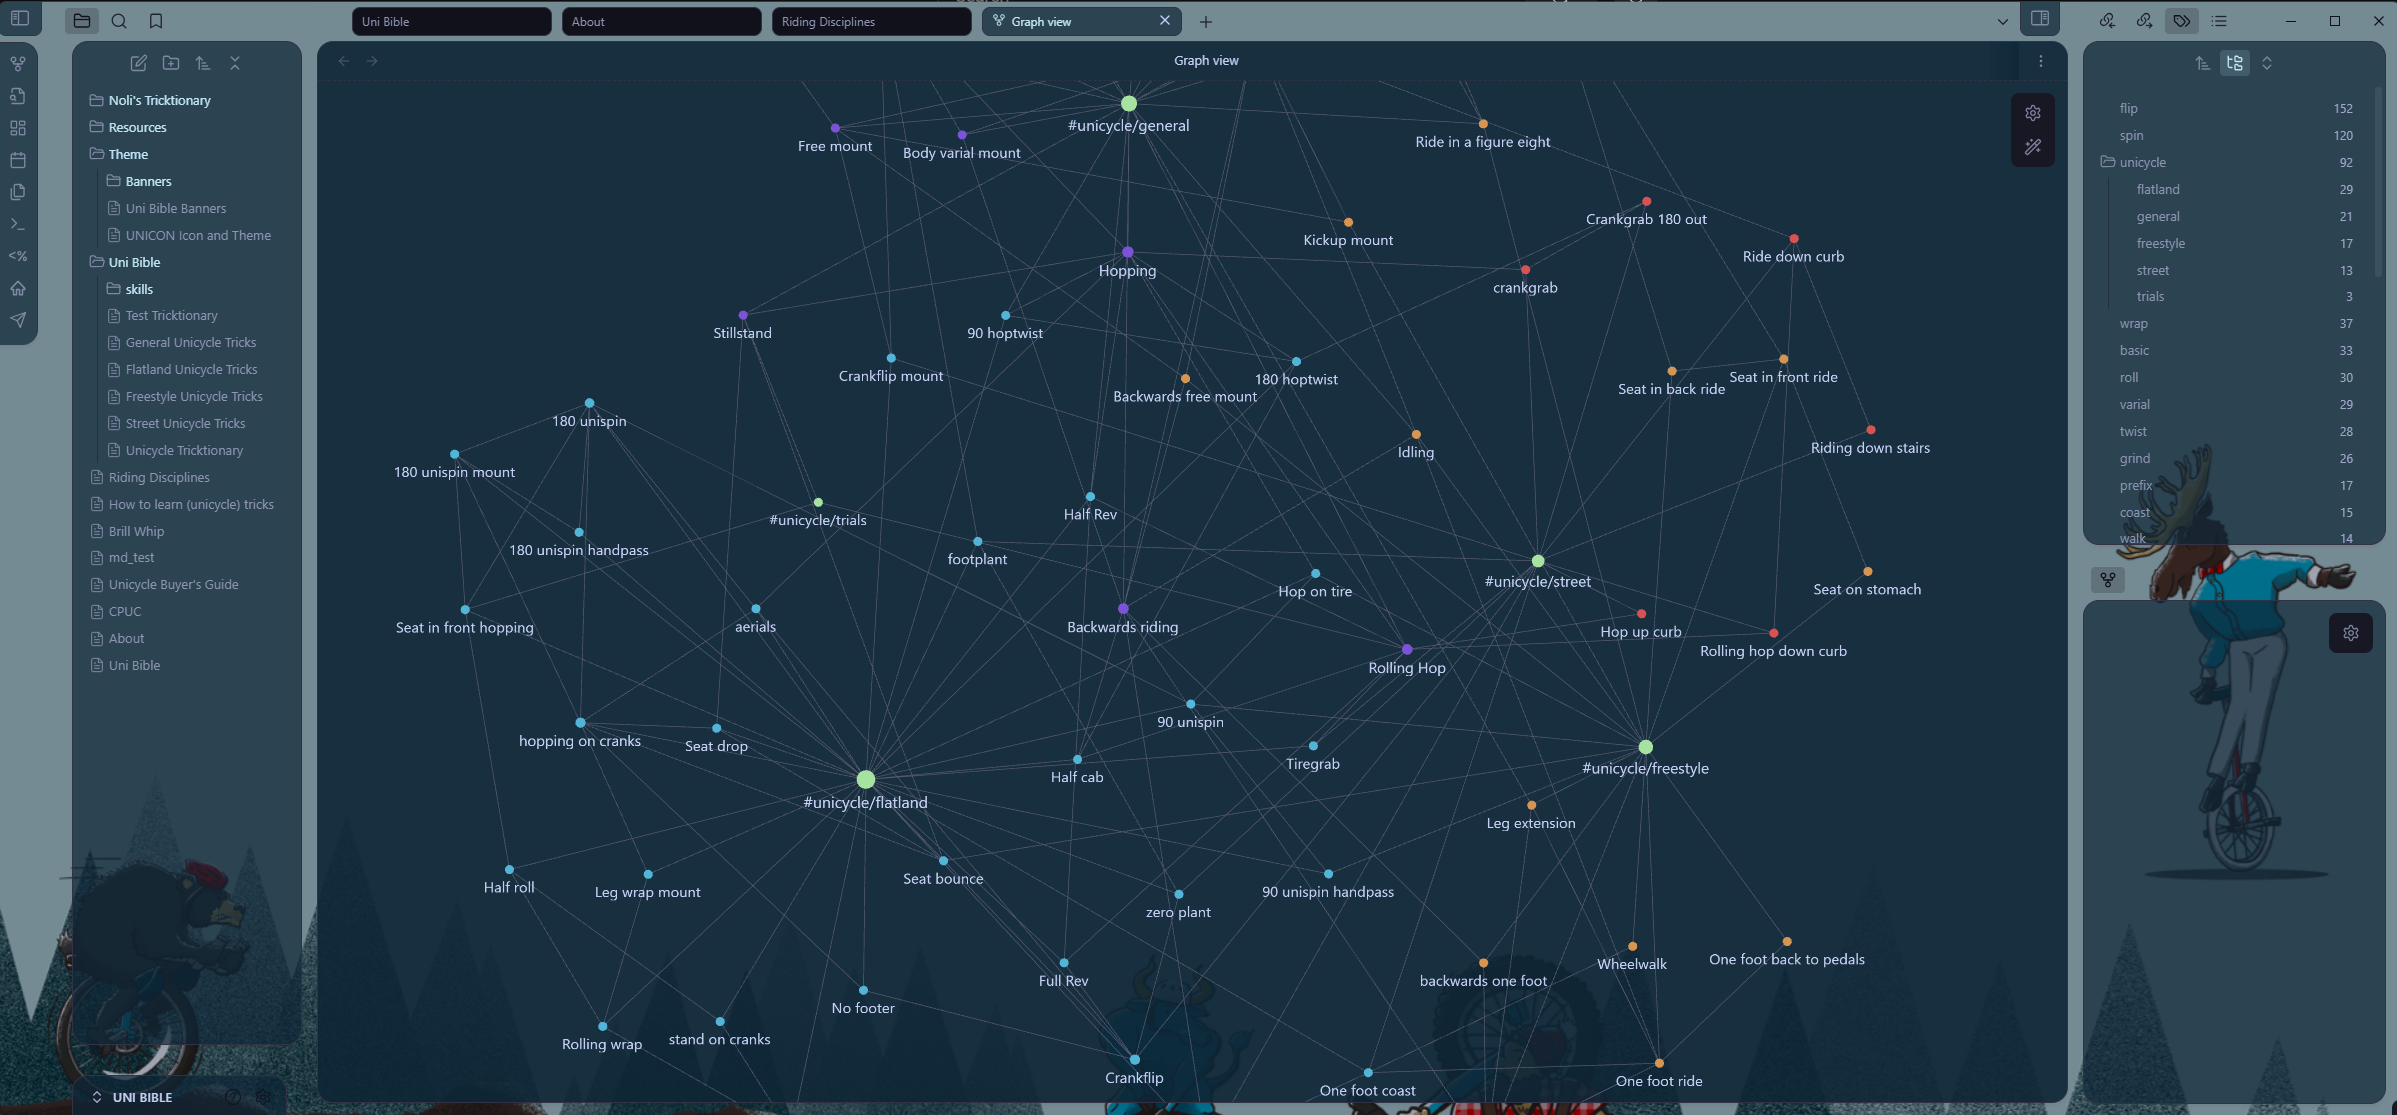 Uni Bible
About
Riding Disciplines
Graph view
Noli's Tricktionary
Resources
Theme
Banners
Uni Bible Banners
UNICON Icon and Theme
Uni Bible
skills
Test Tricktionary
General Unicycle Tricks
Flatland Unicycle Tricks
Freestyle Unicycle Tricks
Street Unicycle Tricks
Unicycle Tricktionary
Riding Disciplines
How to learn (unicycle) tricks
Brill Whip
md_test
Unicycle Buyer's Guide
CPUC
About
Uni Bible
UNI BIBLE
Graph view
#unicycle/general
Free mount
Body varial mount
Ride in a figure eight
Crankgrab 180 out
Kickup mount
Ride down curb
Hopping
crankgrab
Stillstand
90 hoptwist
Crankflip mount
180 hoptwist
Backwards free mount
Seat in back ride
Seat in front ride
180 unispin
Idling
Riding down stairs
180 unispin mount
Half Rev
#unicycle/trials
180 unispin handpass
footplant
#unicycle/street
Hop on tire
Seat on stomach
Seat in front hopping
aerials
Backwards riding
Hop up curb
Rolling hop down curb
Rolling Hop
90 unispin
hopping on cranks
Seat drop
Tiregrab
#unicycle/freestyle
Half cab
#unicycle/flatland
Leg extension
Seat bounce
Half roll
Leg wrap mount
90 unispin handpass
zero plant
Wheelwalk
One foot back to pedals
Full Rev
backwards one foot
No footer
Rolling wrap
stand on cranks
Crankflip
One foot coast
One foot ride
flip 152
spin 120
unicycle 92
flatland 29
general 21
freestyle 17
street 13
trials 3
wrap 37
basic 33
roll 30
varial 29
twist 28
grind 26
prefix 17
coast 15
walk 14